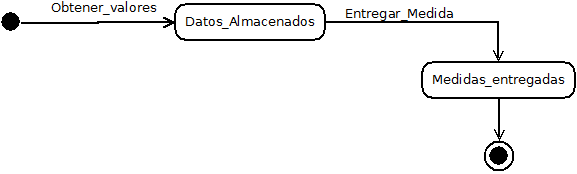 Obtener_valores
Datos_Almacenados
Entregar_Medida
Medidas_entregadas